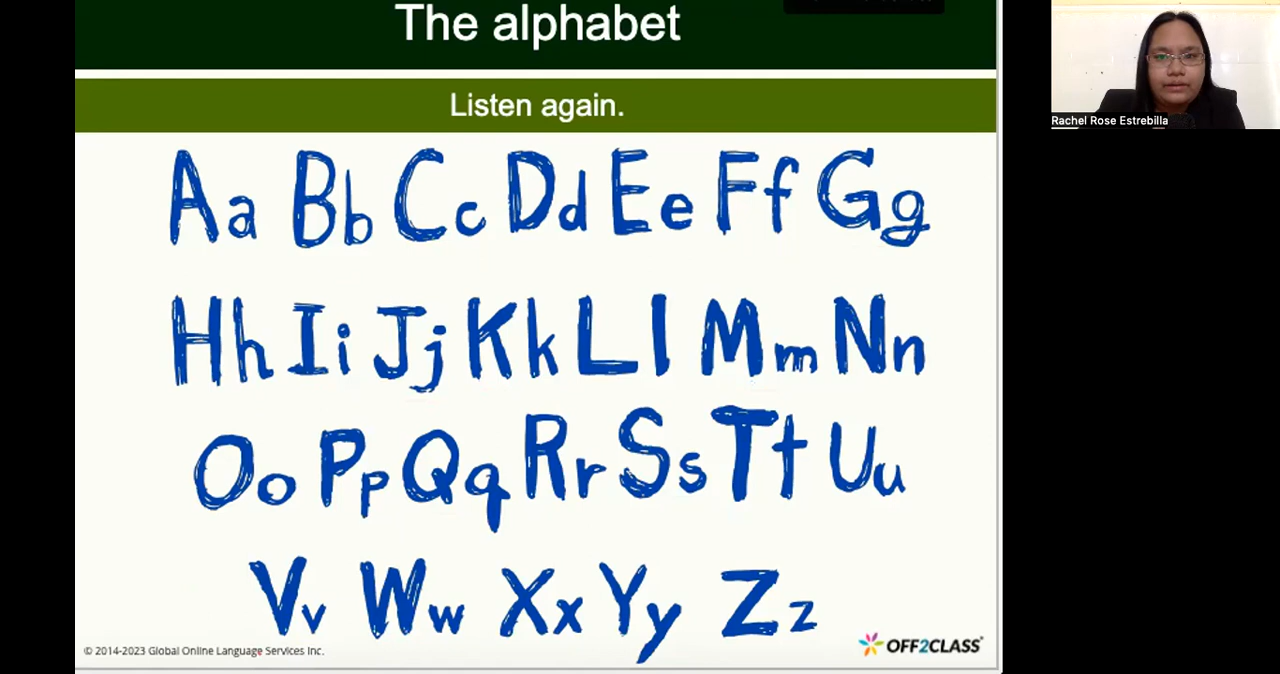 The alphabet
Listen again.
Rachel Rose Estrebilla
Aa Bb Cc Dd Ee Ff Gg
Hh Ii Jj Kk Ll Mm Nn
Oo Pp Qq Rr Ss Tt Uu
Vv Ww Xx Yy Zz
© 2014-2023 Global Online Language Services Inc.
OFF2CLASS